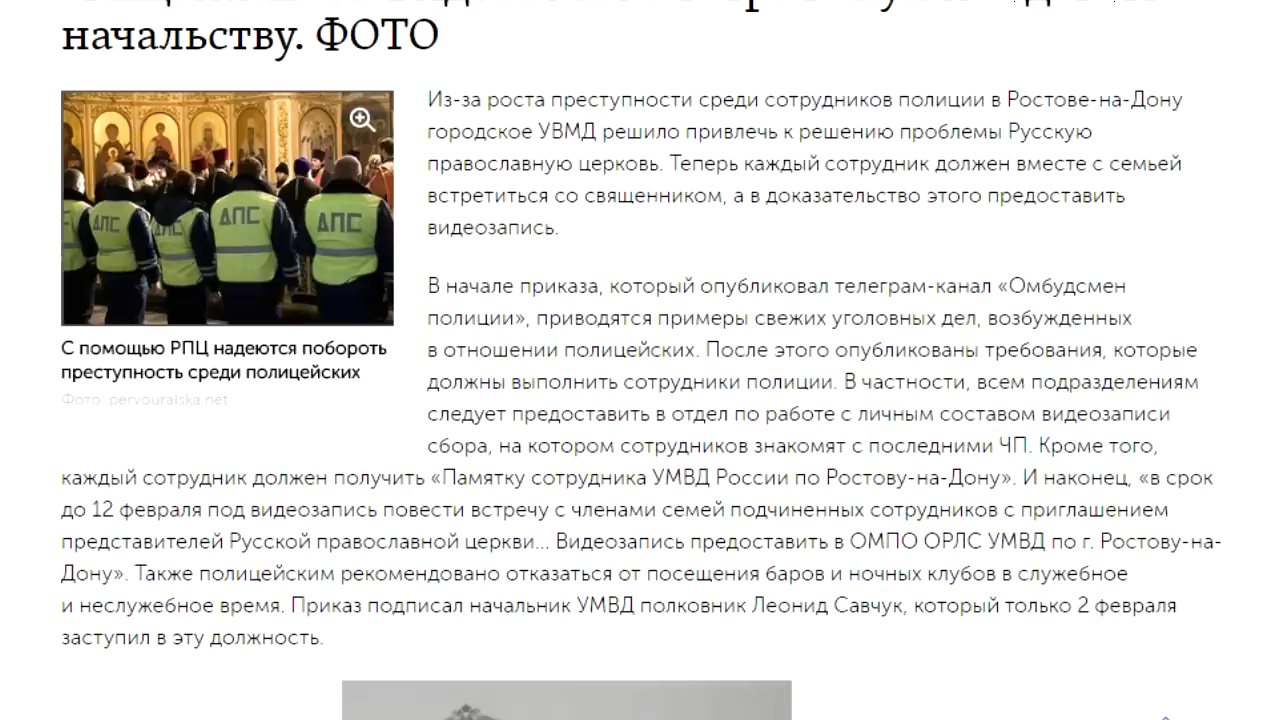 начальству. ФОТО
Из-за роста преступности среди сотрудников полиции в Ростове-на-Дону
городское УВМД решило привлечь к решению проблемы Русскую
православную церковь. Теперь каждый сотрудник должен вместе с семьей
встретиться со священником, а в доказательство этого предоставить
видеозапись.
ДПС
ДПС
ДПС
ДПС
С помощью РПЦ надеются побороть
преступность среди полицейских
Фото: pervouralska.net
В начале приказа, который опубликовал телеграм-канал «Омбудсмен
полиции», приводятся примеры свежих уголовных дел, возбужденных
в отношении полицейских. После этого опубликованы требования, которые
должны выполнить сотрудники полиции. В частности, всем подразделениям
следует предоставить в отдел по работе с личным составом видеозаписи
сбора, на котором сотрудников знакомят с последними ЧП. Кроме того,
каждый сотрудник должен получить «Памятку сотрудника УМВД России по Ростову-на-Дону». И наконец, «в срок
до 12 февраля под видеозапись повести встречу с членами семей подчиненных сотрудников с приглашением
представителей Русской православной церкви... Видеозапись предоставить в ОМПО ОРЛС УМВД по г. Ростову-на-
Дону». Также полицейским рекомендовано отказаться от посещения баров и ночных клубов в служебное
и неслужебное время. Приказ подписал начальник УМВД полковник Леонид Савчук, который только 2 февраля
заступил в эту должность.